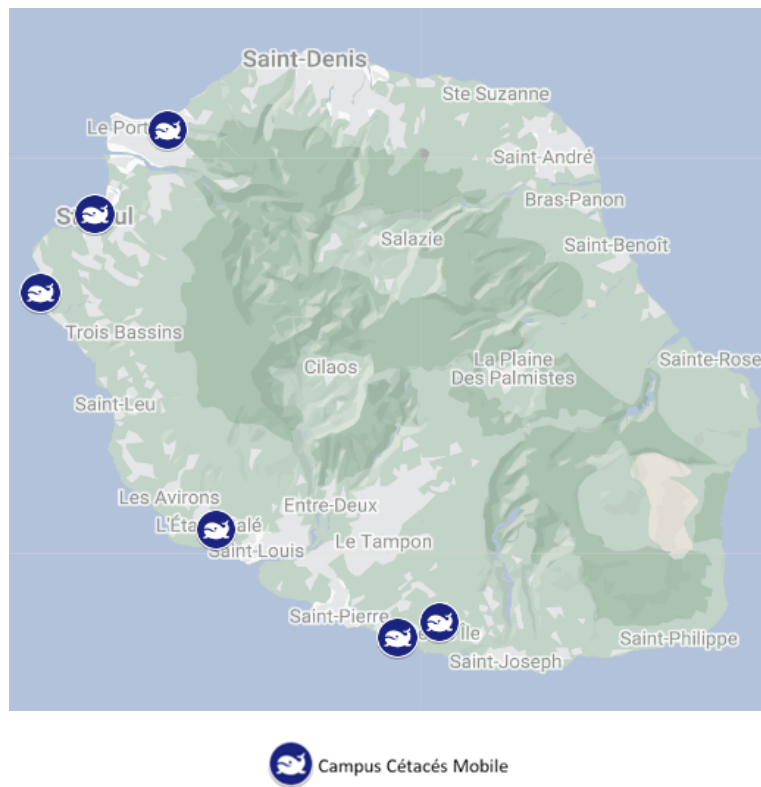 Saint-Denis
Ste Suzanne
Le Port
Saint-André
Bras-Panon
Salazie
Saint-Benoît
Trois Bassins
Cilaos
La Plaine
Des Palmistes
Sainte-Rose
Saint-Leu
Les Avirons
Entre-Deux
Saint-Louis
Le Tampon
Saint-Pierre
Saint-Joseph
Saint-Philippe
Campus Cétacés Mobile